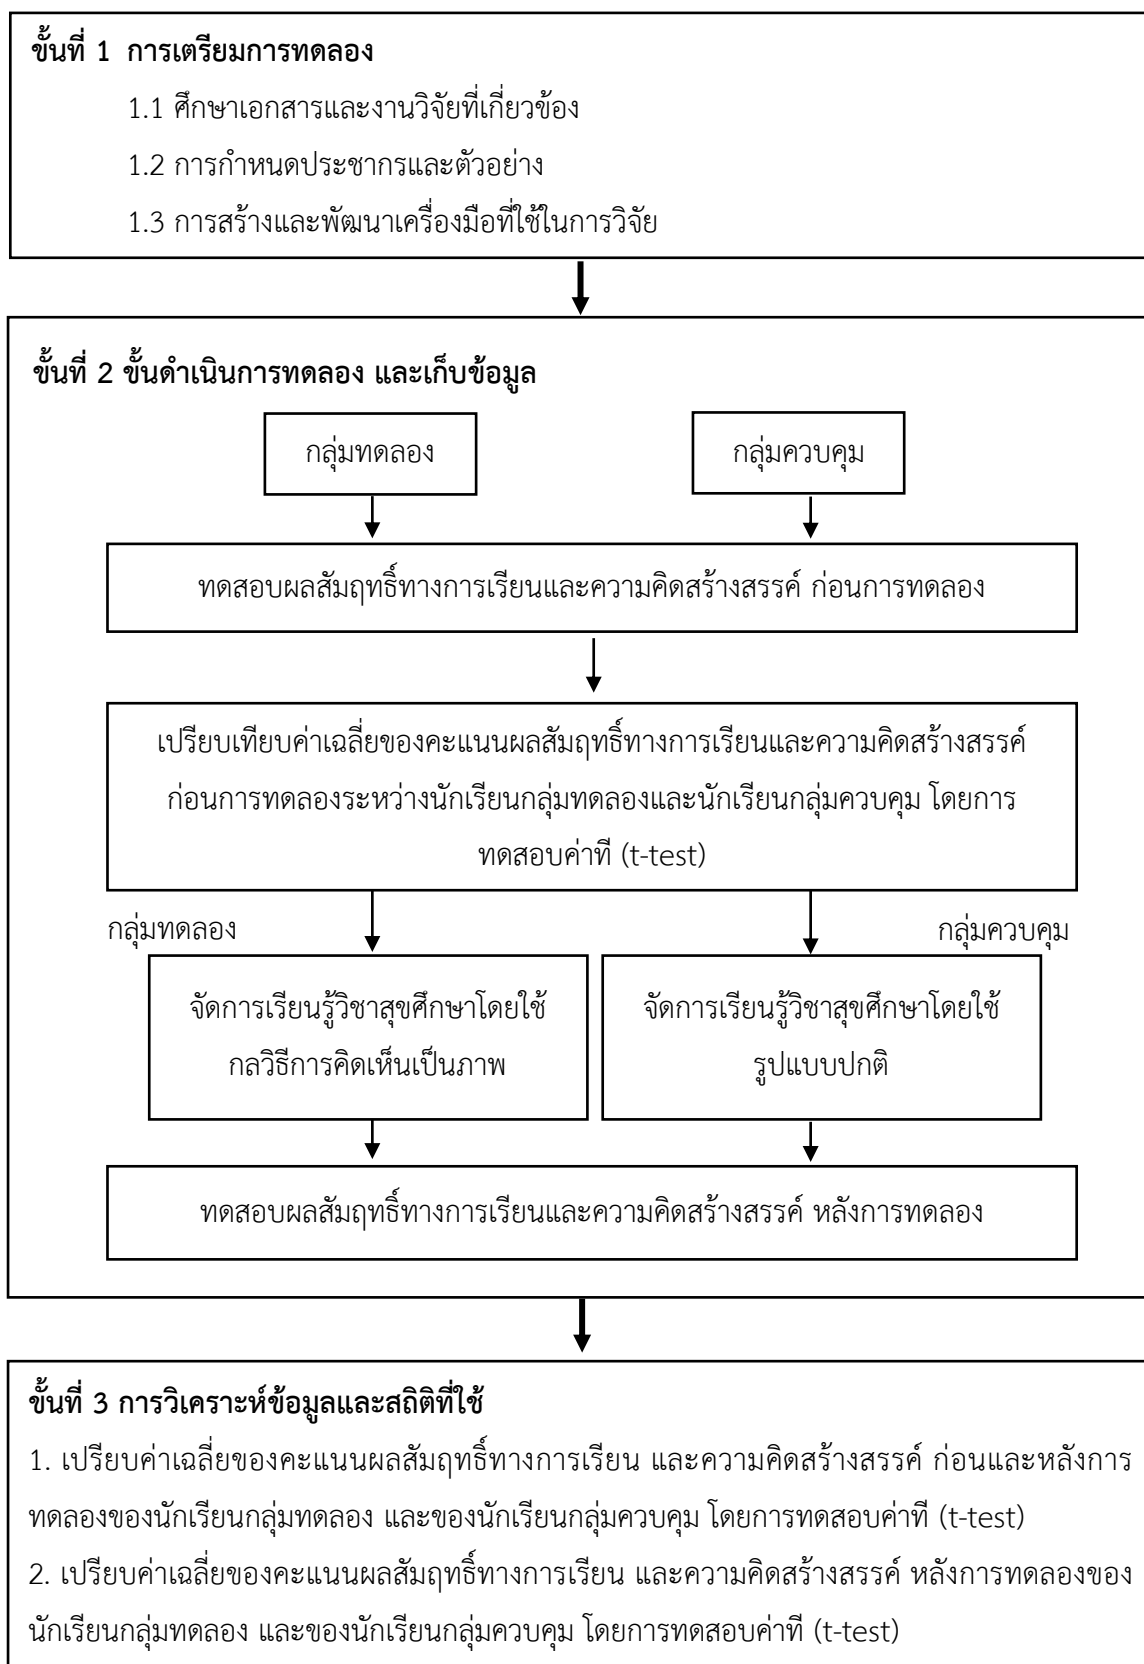 ขั้นที่ 1 การเตรียมการทดลอง
1.1 ศึกษาเอกสารและงานวิจัยที่เกี่ยวข้อง
1.2 การกำหนดประชากรและตัวอย่าง
1.3 การสร้างและพัฒนาเครื่องมือที่ใช้ในการวิจัย
ขั้นที่ 2 ขั้นดำเนินการทดลอง และเก็บข้อมูล
กลุ่มทดลอง
กลุ่มควบคุม
ทดสอบผลสัมฤทธิ์ทางการเรียนและความคิดสร้างสรรค์ ก่อนการทดลอง
เปรียบเทียบค่าเฉลี่ยของคะแนนผลสัมฤทธิ์ทางการเรียนและความคิดสร้างสรรค์
ก่อนการทดลองระหว่างนักเรียนกลุ่มทดลองและนักเรียนกลุ่มควบคุม โดยการ
ทดสอบค่าที (t-test)
กลุ่มทดลอง
กลุ่มควบคุม
จัดการเรียนรู้วิชาสุขศึกษาโดยใช้
กลวิธีการคิดเห็นเป็นภาพ
จัดการเรียนรู้วิชาสุขศึกษาโดยใช้
รูปแบบปกติ
ทดสอบผลสัมฤทธิ์ทางการเรียนและความคิดสร้างสรรค์ หลังการทดลอง
ขั้นที่ 3 การวิเคราะห์ข้อมูลและสถิติที่ใช้
1. เปรียบค่าเฉลี่ยของคะแนนผลสัมฤทธิ์ทางการเรียน และความคิดสร้างสรรค์ ก่อนและหลังการ
ทดลองของนักเรียนกลุ่มทดลอง และของนักเรียนกลุ่มควบคุม โดยการทดสอบค่าที (t-test)
2. เปรียบค่าเฉลี่ยของคะแนนผลสัมฤทธิ์ทางการเรียน และความคิดสร้างสรรค์ หลังการทดลองของ
นักเรียนกลุ่มทดลอง และของนักเรียนกลุ่มควบคุม โดยการทดสอบค่าที (t-test)